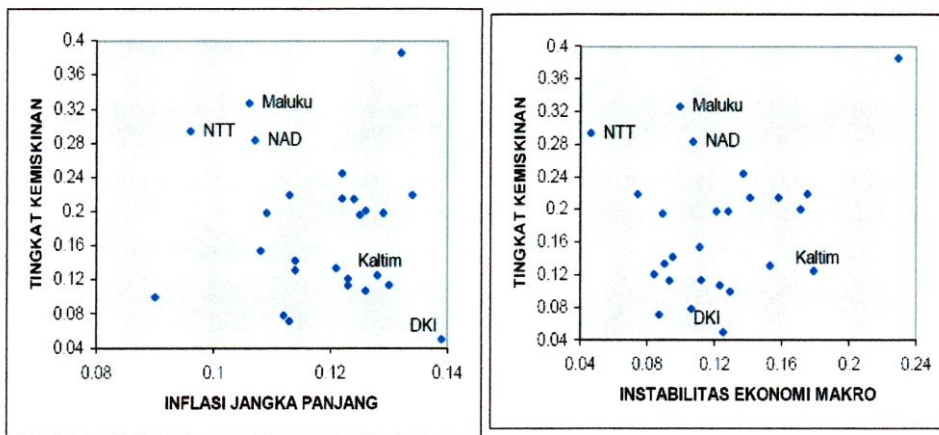 TINGKAT KEMISKINAN
0.4
0.36
0.32
0.28
0.24
0.2
0.16
0.12
0.08
0.04
Maluku
NTT
NAD
Kaltim
DKI
0.08 0.1 0.12 0.14
INFLASI JANGKA PANJANG
TINGKAT KEMISKINAN
0.4
0.36
0.32
0.28
0.24
0.2
0.16
0.12
0.08
0.04
Maluku
NTT
NAD
Kaltim
DKI
0.04 0.08 0.12 0.16 0.2 0.24
INSTABILITAS EKONOMI MAKRO